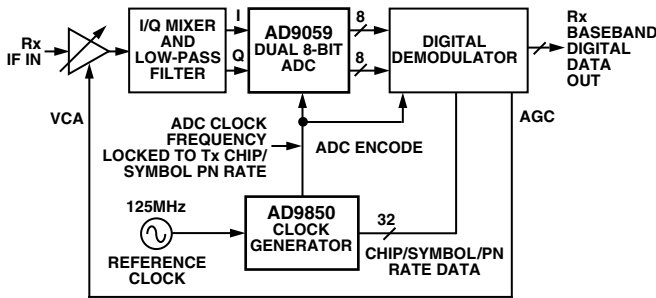 Rx
IF IN
VCA
I/Q MIXER
AND
LOW-PASS
FILTER
I
Q
AD9059
DUAL 8-BIT
ADC
8
8
DIGITAL
DEMODULATOR
Rx
BASEBAND
DIGITAL
DATA
OUT
AGC
ADC CLOCK
FREQUENCY
LOCKED TO Tx CHIP/
SYMBOL PN RATE
ADC ENCODE
125MHz
REFERENCE
CLOCK
AD9850
CLOCK
GENERATOR
32
CHIP/SYMBOL/PN
RATE DATA